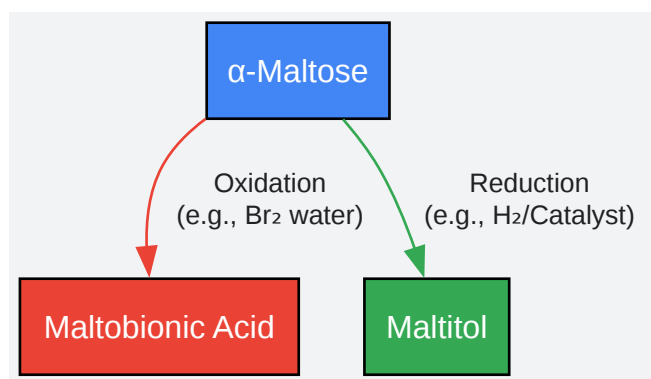 α-Maltose
Oxidation
(e.g., Br₂ water)
Reduction
(e.g., H₂/Catalyst)
Maltobionic Acid
Maltitol